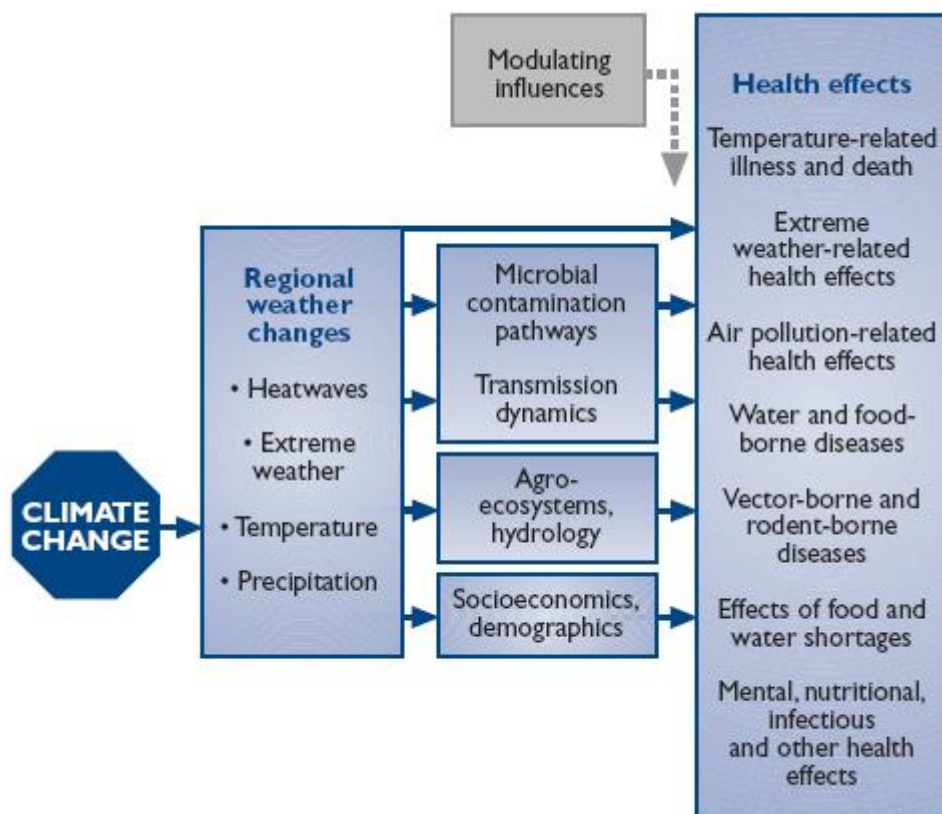 Modulating
influences
Health effects
Temperature-related
illness and death
Extreme
weather-related
health effects
Air pollution-related
health effects
Water and food-
borne diseases
Vector-borne and
rodent-borne
diseases
Effects of food and
water shortages
Mental, nutritional,
infectious
and other health
effects
Regional
weather
changes
• Heatwaves
• Extreme
weather
• Temperature
• Precipitation
Microbial
contamination
pathways
Transmission
dynamics
Agro-
ecosystems,
hydrology
Socioeconomics,
demographics
CLIMATE
CHANGE